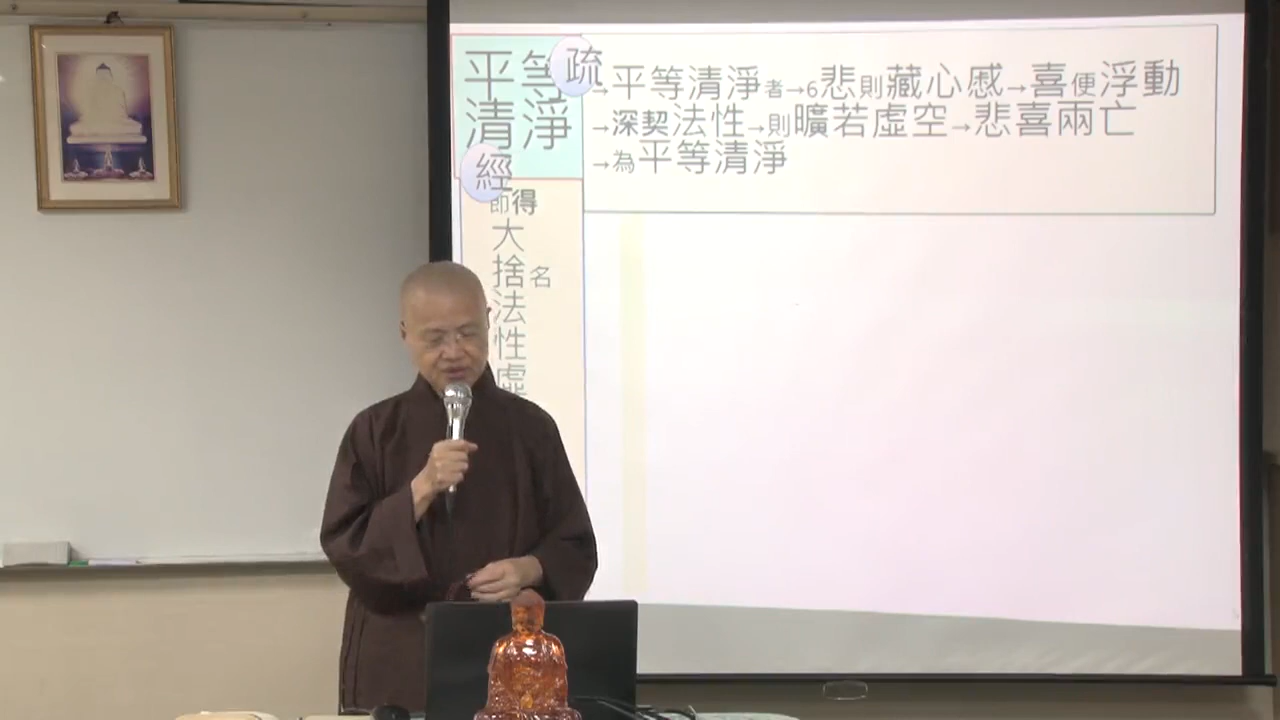 平等
清淨
經
疏→平等清淨者→6悲則藏心慼→喜便浮動
→深契法性→則曠若虛空→悲喜兩亡
→為平等清淨
即得
大捨法性虛
名